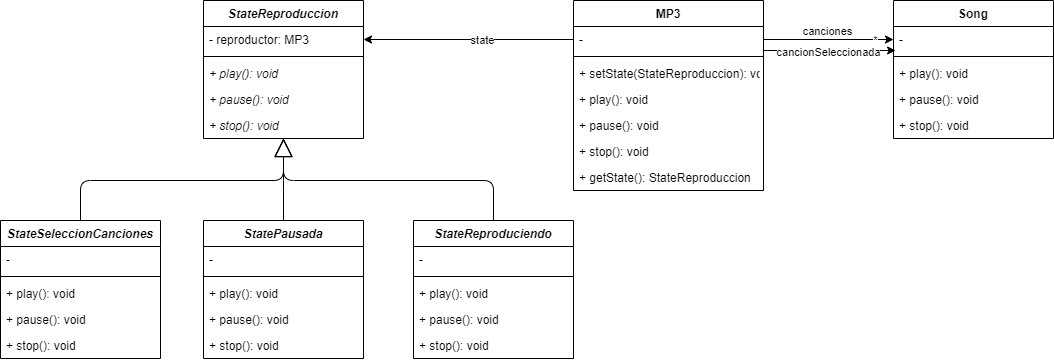 StateReproduccion
- reproductor: MP3
+ play(): void
+ pause(): void
+ stop(): void
state
MP3
-
+ setState(StateReproduccion): vo
+ play(): void
+ pause(): void
+ stop(): void
+ getState(): StateReproduccion
canciones
*
cancionSeleccionada
Song
-
+ play(): void
+ pause(): void
+ stop(): void
StateSeleccionCanciones
-
+ play(): void
+ pause(): void
+ stop(): void
StatePausada
-
+ play(): void
+ pause(): void
+ stop(): void
StateReproduciendo
-
+ play(): void
+ pause(): void
+ stop(): void